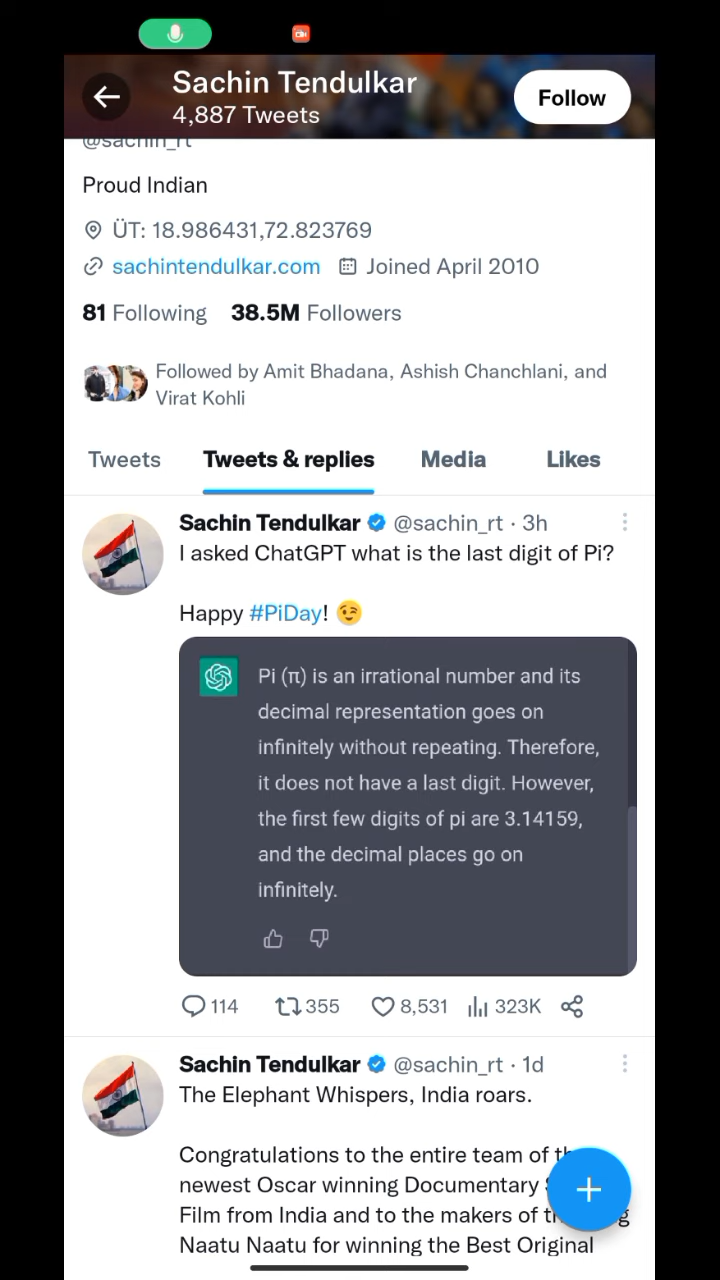 Sachin Tendulkar
4,887 Tweets
Follow
@sachin_rt
Proud Indian
ÜT: 18.986431,72.823769
sachintendulkar.com Joined April 2010
81 Following 38.5M Followers
Followed by Amit Bhadana, Ashish Chanchlani, and
Virat Kohli
Tweets Tweets & replies Media Likes
Sachin Tendulkar @sachin_rt · 3h
I asked ChatGPT what is the last digit of Pi?
Happy #PiDay! 😉
Pi (π) is an irrational number and its
decimal representation goes on
infinitely without repeating. Therefore,
it does not have a last digit. However,
the first few digits of pi are 3.14159,
and the decimal places go on
infinitely.
114 355 8,531 323K
Sachin Tendulkar @sachin_rt · 1d
The Elephant Whispers, India roars.
Congratulations to the entire team of
newest Oscar winning Documentary
Film from India and to the makers of
Naatu Naatu for winning the Best Original